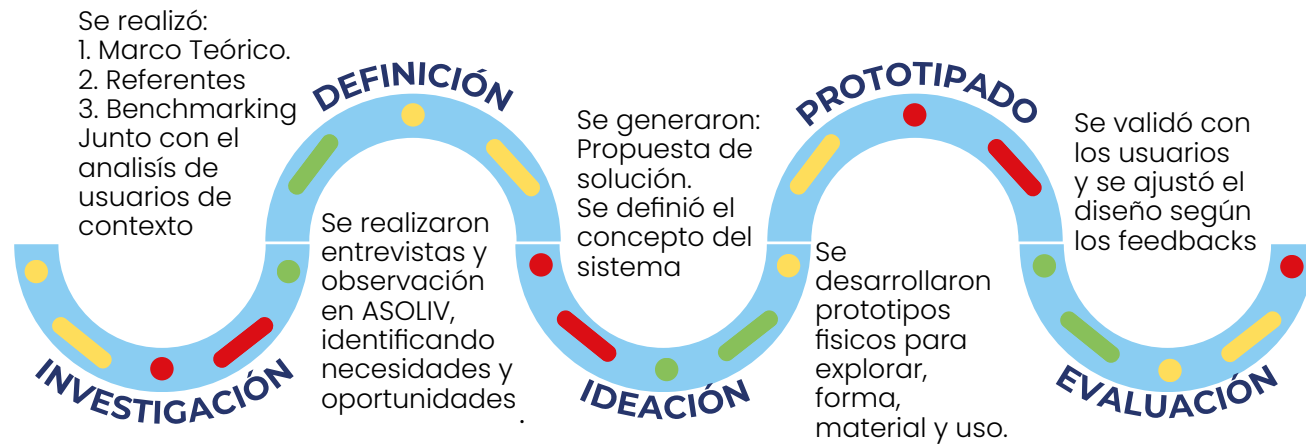 Se realizó:
1. Marco Teórico.
2. Referentes
3. Benchmarking
Junto con el
analisís de
usuarios de
contexto
INVESTIGACIÓN
DEFINICIÓN
Se realizaron
entrevistas y
observación
en ASOLIV,
identificando
necesidades y
oportunidades
.
Se generaron:
Propuesta de
solución.
Se definió el
concepto del
sistema
IDEACIÓN
PROTOTIPADO
Se
desarrollaron
prototipos
fisicos para
explorar,
forma,
material y uso.
Se validó con
los usuarios
y se ajustó el
diseño según
los feedbacks
EVALUACIÓN